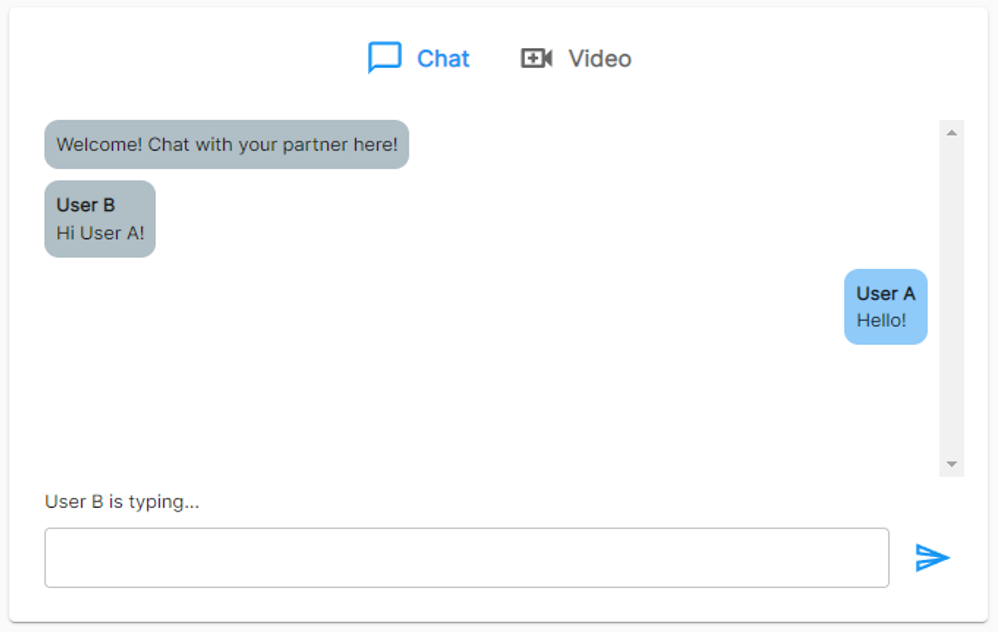 Chat Video
Welcome! Chat with your partner here!
User B
Hi User A!
User A
Hello!
User B is typing...